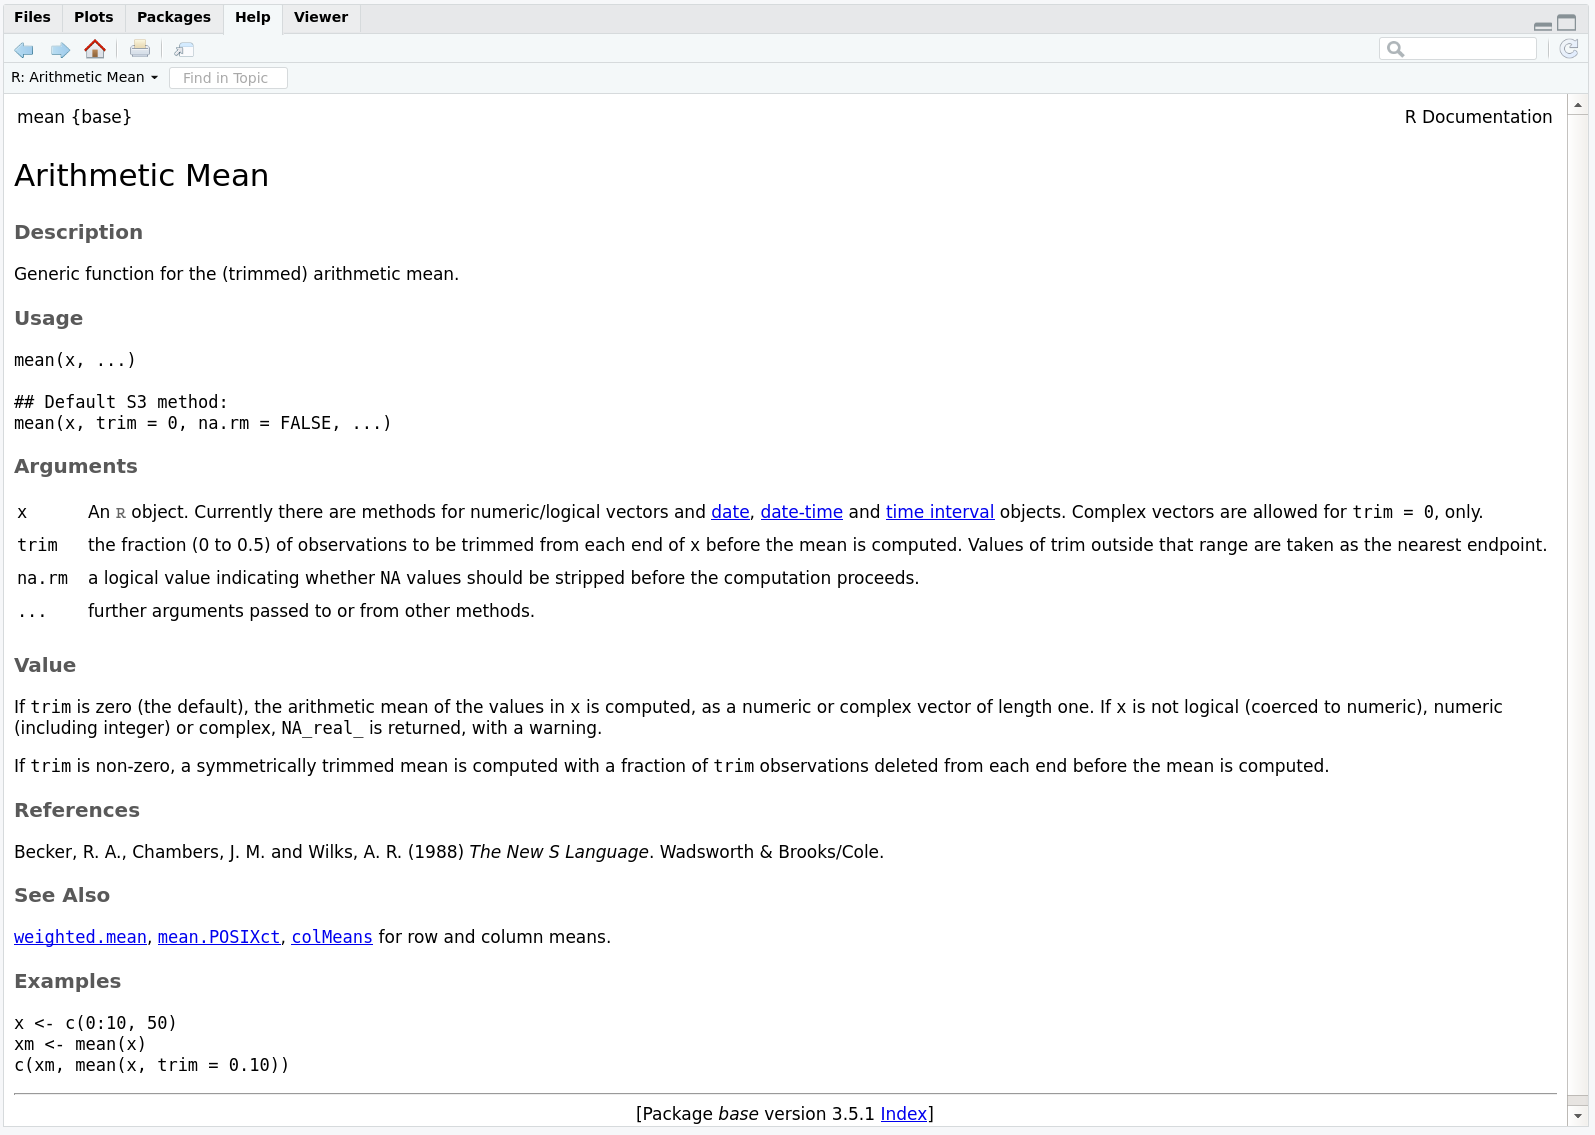 Files Plots Packages Help Viewer
R: Arithmetic Mean Find in Topic
mean {base} R Documentation
Arithmetic Mean
Description
Generic function for the (trimmed) arithmetic mean.
Usage
mean(x, ...)
## Default S3 method:
mean(x, trim = 0, na.rm = FALSE, ...)
Arguments
x An R object. Currently there are methods for numeric/logical vectors and date, date-time and time interval objects. Complex vectors are allowed for trim = 0, only.
trim the fraction (0 to 0.5) of observations to be trimmed from each end of x before the mean is computed. Values of trim outside that range are taken as the nearest endpoint.
na.rm a logical value indicating whether NA values should be stripped before the computation proceeds.
... further arguments passed to or from other methods.
Value
If trim is zero (the default), the arithmetic mean of the values in x is computed, as a numeric or complex vector of length one. If x is not logical (coerced to numeric), numeric
(including integer) or complex, NA_real_ is returned, with a warning.
If trim is non-zero, a symmetrically trimmed mean is computed with a fraction of trim observations deleted from each end before the mean is computed.
References
Becker, R. A., Chambers, J. M. and Wilks, A. R. (1988) The New S Language. Wadsworth & Brooks/Cole.
See Also
weighted.mean, mean.POSIXct, colMeans for row and column means.
Examples
x <- c(0:10, 50)
xm <- mean(x)
c(xm, mean(x, trim = 0.10))
[Package base version 3.5.1 Index]